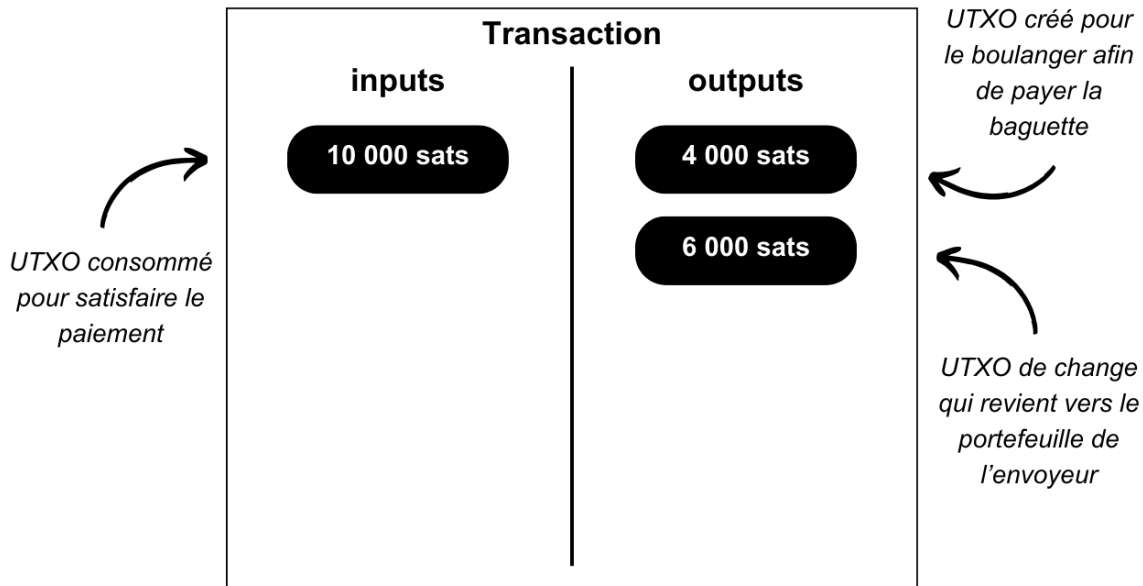 Transaction
inputs
outputs
10 000 sats
4 000 sats
6 000 sats
UTXO consommé
pour satisfaire le
paiement
UTXO créé pour
le boulanger afin
de payer la
baguette
UTXO de change
qui revient vers le
portefeuille de
l’envoyeur